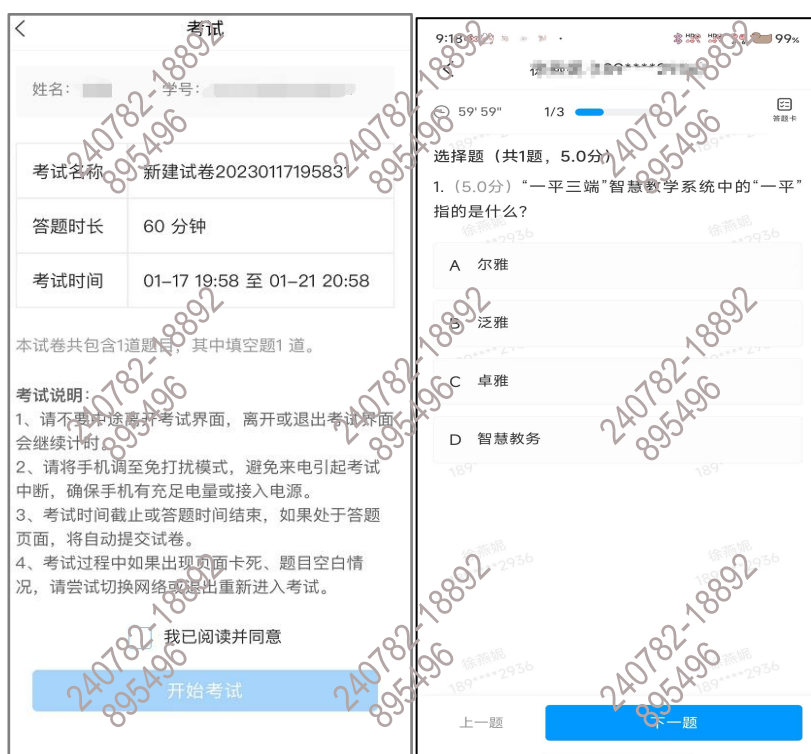 考试
姓名：
学号：
考试名称
新建试卷20230117195831
答题时长
60 分钟
考试时间
01-17 19:58 至 01-21 20:58
本试卷共包含1道题目，其中填空题1 道。
考试说明：
1、请不要中途离开考试界面，离开或退出考试界面
会继续计时。
2、请将手机调至免打扰模式，避免来电引起考试
中断，确保手机有充足电量或接入电源。
3、考试时间截止或答题时间结束，如果处于答题
页面，将自动提交试卷。
4、考试过程中如果出现页面卡死、题目空白情
况，请尝试切换网络或退出重新进入考试。
我已阅读并同意
开始考试
9:18
99%
59' 59"
1/3
答题卡
选择题（共1题，5.0分）
1.（5.0分）“一平三端”智慧教学系统中的“一平”
指的是什么？
A 尔雅
B 泛雅
C 卓雅
D 智慧教务
上一题
下一题
240782-18892
895496
徐燕妮
189****2936